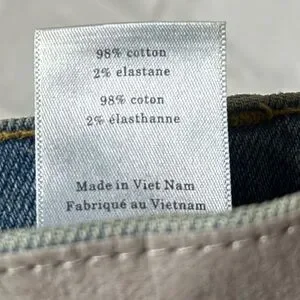 98% cotton
2% elastane
98% coton
2% élasthanne
Made in Viet Nam
Fabriqué au Vietnam